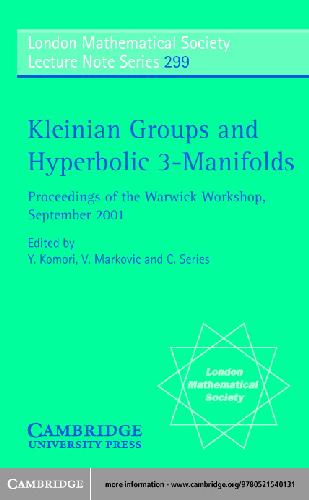 London Mathematical Society
Lecture Note Series 299
Kleinian Groups and
Hyperbolic 3-Manifolds
Proceedings of the Warwick Workshop,
September 2001
Edited by
Y. Komori, V. Markovic and C. Series
London
Mathematical
Society
CAMBRIDGE
UNIVERSITY PRESS
CAMBRIDGE
more information - www.cambridge.org/9780521540131